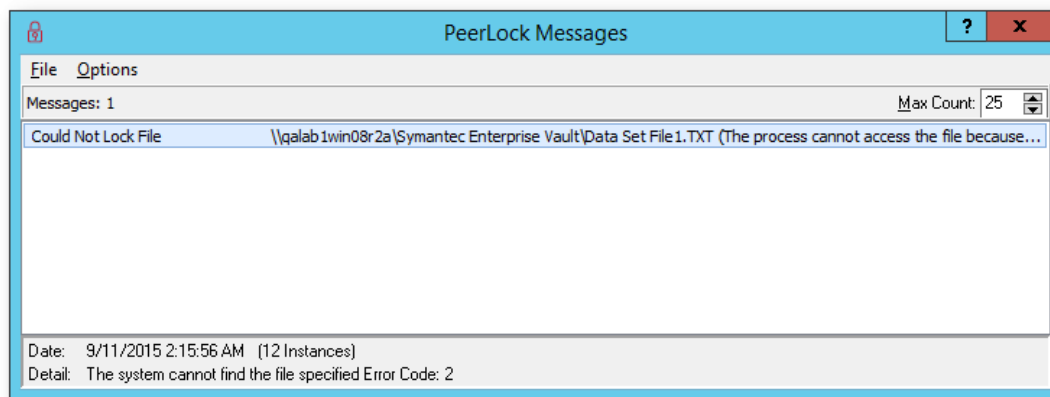 PeerLock Messages
? x
File Options
Messages: 1 Max Count: 25
Could Not Lock File \\qalab1win08r2a\Symantec Enterprise Vault\Data Set File1.TXT (The process cannot access the file because...
Date: 9/11/2015 2:15:56 AM (12 Instances)
Detail: The system cannot find the file specified Error Code: 2